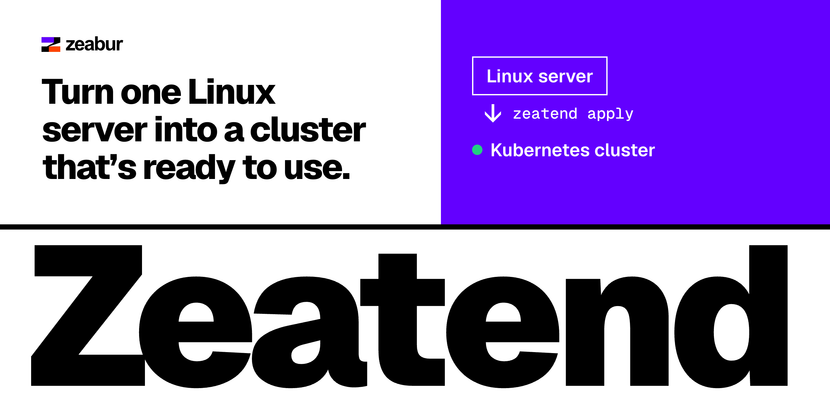 zeabur
Turn one Linux
server into a cluster
that’s ready to use.
Linux server
zeatend apply
Kubernetes cluster
Zeatend